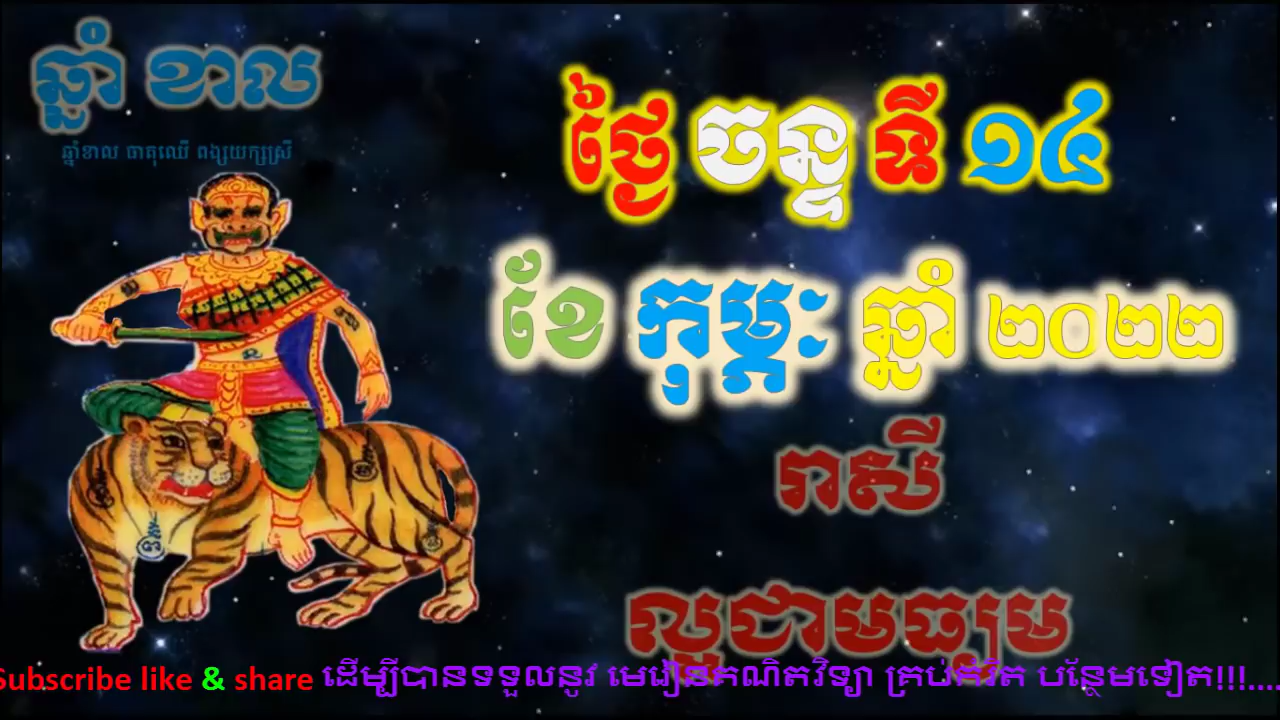 ឆ្នាំ ខាល
ឆ្នាំខាល ធាតុឈើ ពង្សយក្សស្រី
ថ្ងៃ ចន្ទ ទី ១៤
ខែ កុម្ភៈ ឆ្នាំ ២០២២
រាសី
ល្អជាមធ្យម
Subscribe like & share ដើម្បីបានទទួលនូវ មេរៀនគណិតវិទ្យា គ្រប់កំរិត បន្ថែមទៀត!!!....